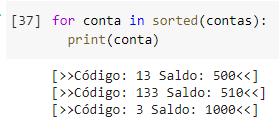 [37] for conta in sorted(contas):
print(conta)
[>>Código: 13 Saldo: 500<<]
[>>Código: 133 Saldo: 510<<]
[>>Código: 3 Saldo: 1000<<]